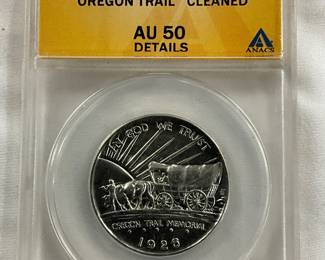 OREGON TRAIL CLEANED
AU 50
DETAILS
ANACS
IN GOD WE TRUST
OREGON TRAIL MEMORIAL
1926